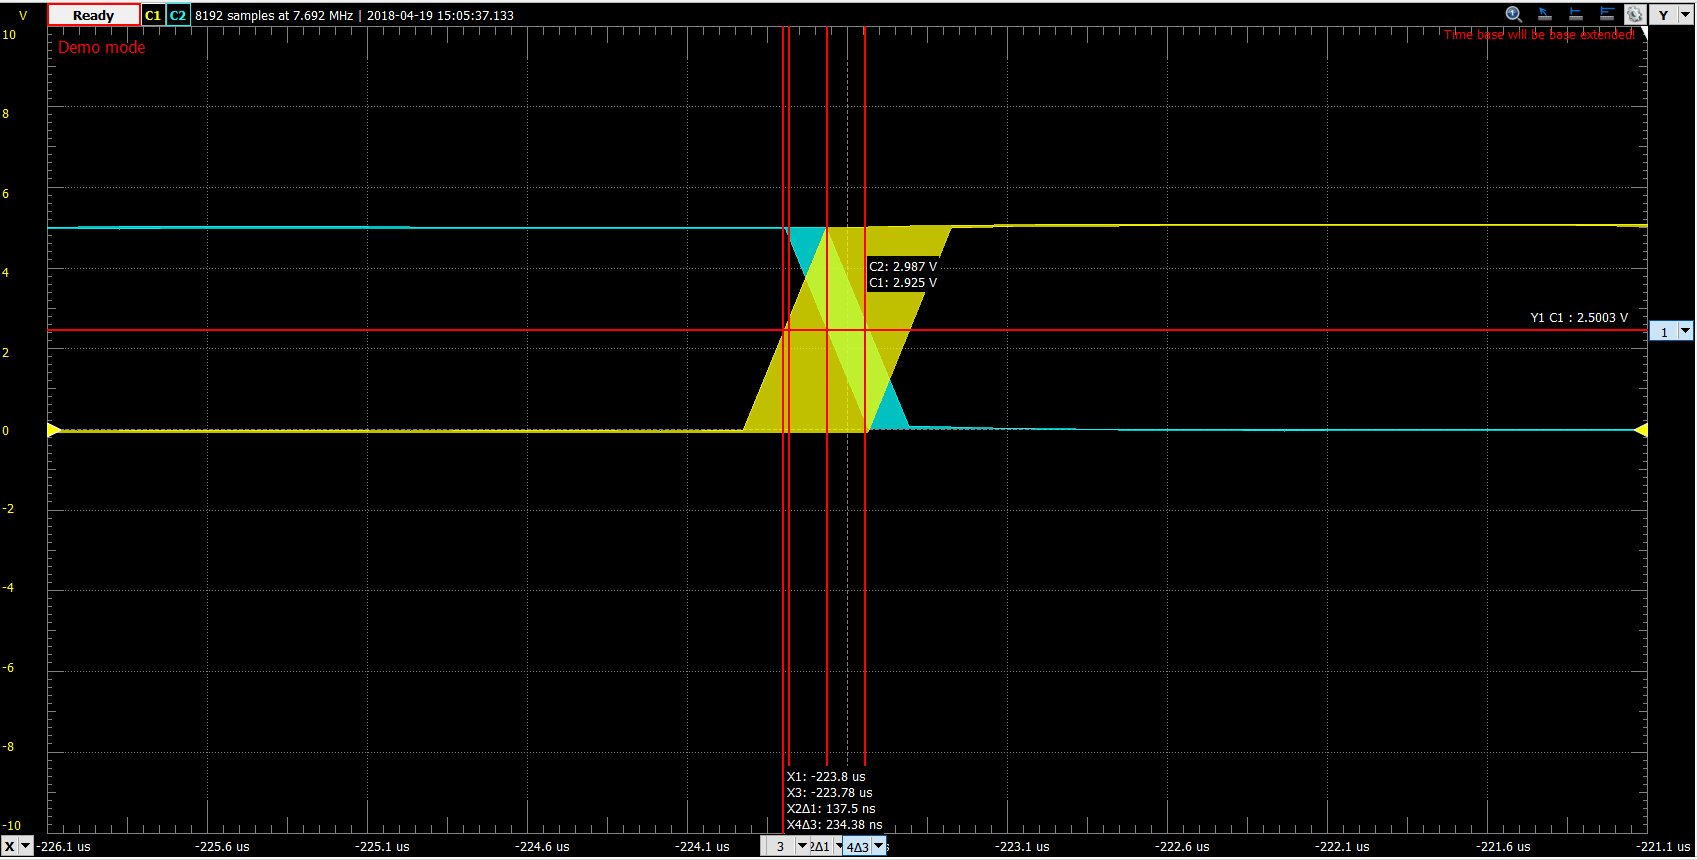 V Ready C1 C2 8192 samples at 7.692 MHz | 2018-04-19 15:05:37.133 Y
10 Demo mode Time base will be base extended!
8
6
4
C2: 2.987 V
C1: 2.925 V
Y1 C1 : 2.5003 V
1
2
0
-2
-4
-6
-8
X1: -223.8 us
X3: -223.78 us
X2Δ1: 137.5 ns
X4Δ3: 234.38 ns
-10
X -226.1 us -225.6 us -225.1 us -224.6 us -224.1 us 3 2Δ1 4Δ3 -223.1 us -222.6 us -222.1 us -221.6 us -221.1 us